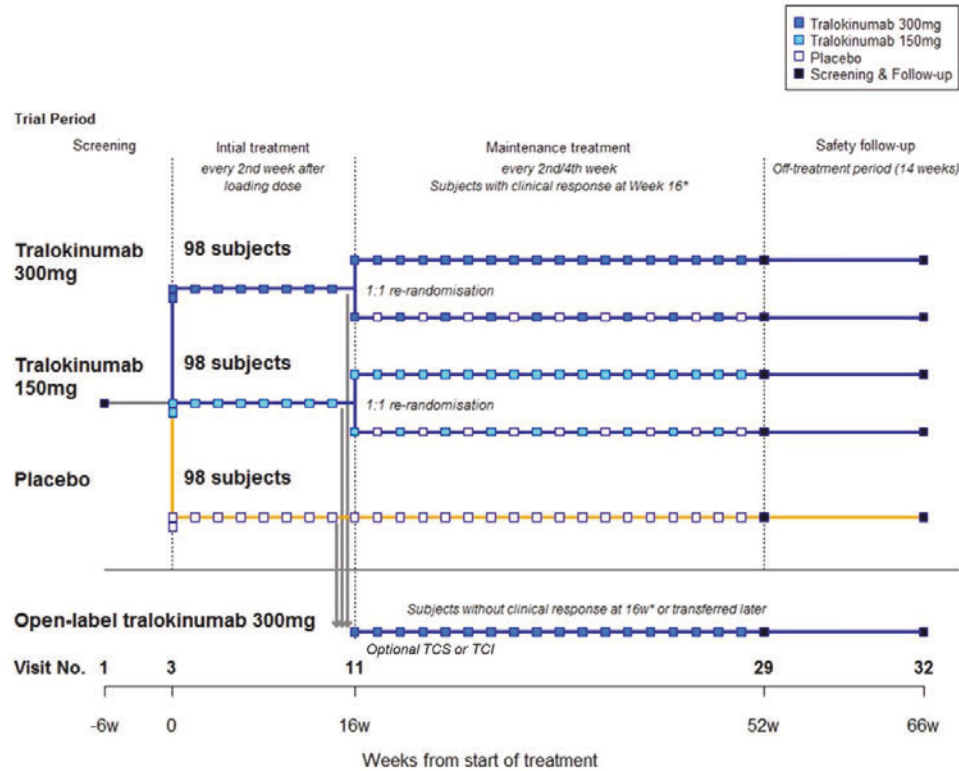 Tralokinumab 300mg
Tralokinumab 150mg
Placebo
Screening & Follow-up
Trial Period
Screening
Intial treatment
every 2nd week after
loading dose
Maintenance treatment
every 2nd/4th week
Subjects with clinical response at Week 16*
Safety follow-up
Off-treatment period (14 weeks)
Tralokinumab
300mg
98 subjects
1:1 re-randomisation
Tralokinumab
150mg
98 subjects
1:1 re-randomisation
Placebo
98 subjects
Open-label tralokinumab 300mg
Subjects without clinical response at 16w* or transferred later
Optional TCS or TCI
Visit No. 1 3 11 29 32
-6w 0 16w 52w 66w
Weeks from start of treatment